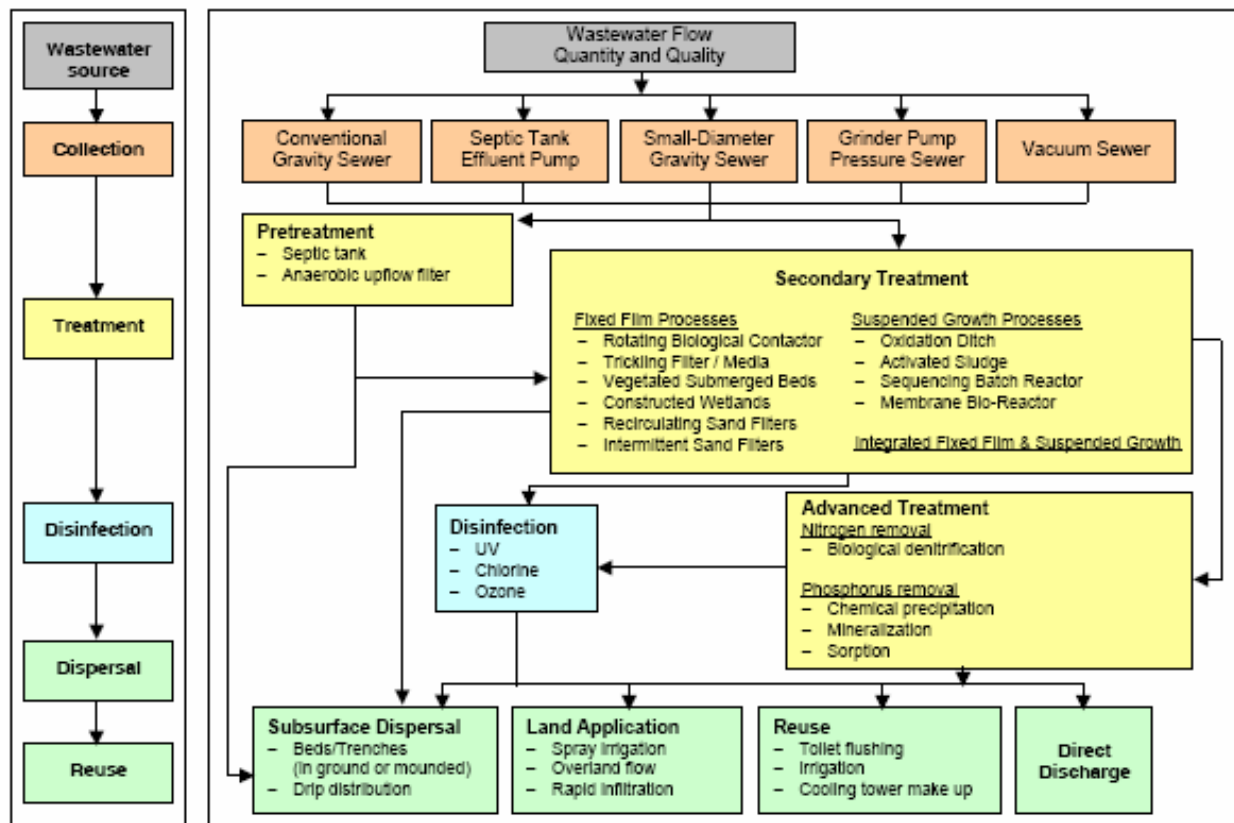 Wastewater
source
Collection
Treatment
Disinfection
Dispersal
Reuse
Wastewater Flow
Quantity and Quality
Conventional
Gravity Sewer
Septic Tank
Effluent Pump
Small-Diameter
Gravity Sewer
Grinder Pump
Pressure Sewer
Vacuum Sewer
Pretreatment
– Septic tank
– Anaerobic upflow filter
Secondary Treatment
Fixed Film Processes
– Rotating Biological Contactor
– Trickling Filter / Media
– Vegetated Submerged Beds
– Constructed Wetlands
– Recirculating Sand Filters
– Intermittent Sand Filters
Suspended Growth Processes
– Oxidation Ditch
– Activated Sludge
– Sequencing Batch Reactor
– Membrane Bio-Reactor
Integrated Fixed Film & Suspended Growth
Disinfection
– UV
– Chlorine
– Ozone
Advanced Treatment
Nitrogen removal
– Biological denitrification
Phosphorus removal
– Chemical precipitation
– Mineralization
– Sorption
Subsurface Dispersal
– Beds/Trenches
(in ground or mounded)
– Drip distribution
Land Application
– Spray irrigation
– Overland flow
– Rapid infiltration
Reuse
– Toilet flushing
– Irrigation
– Cooling tower make up
Direct
Discharge